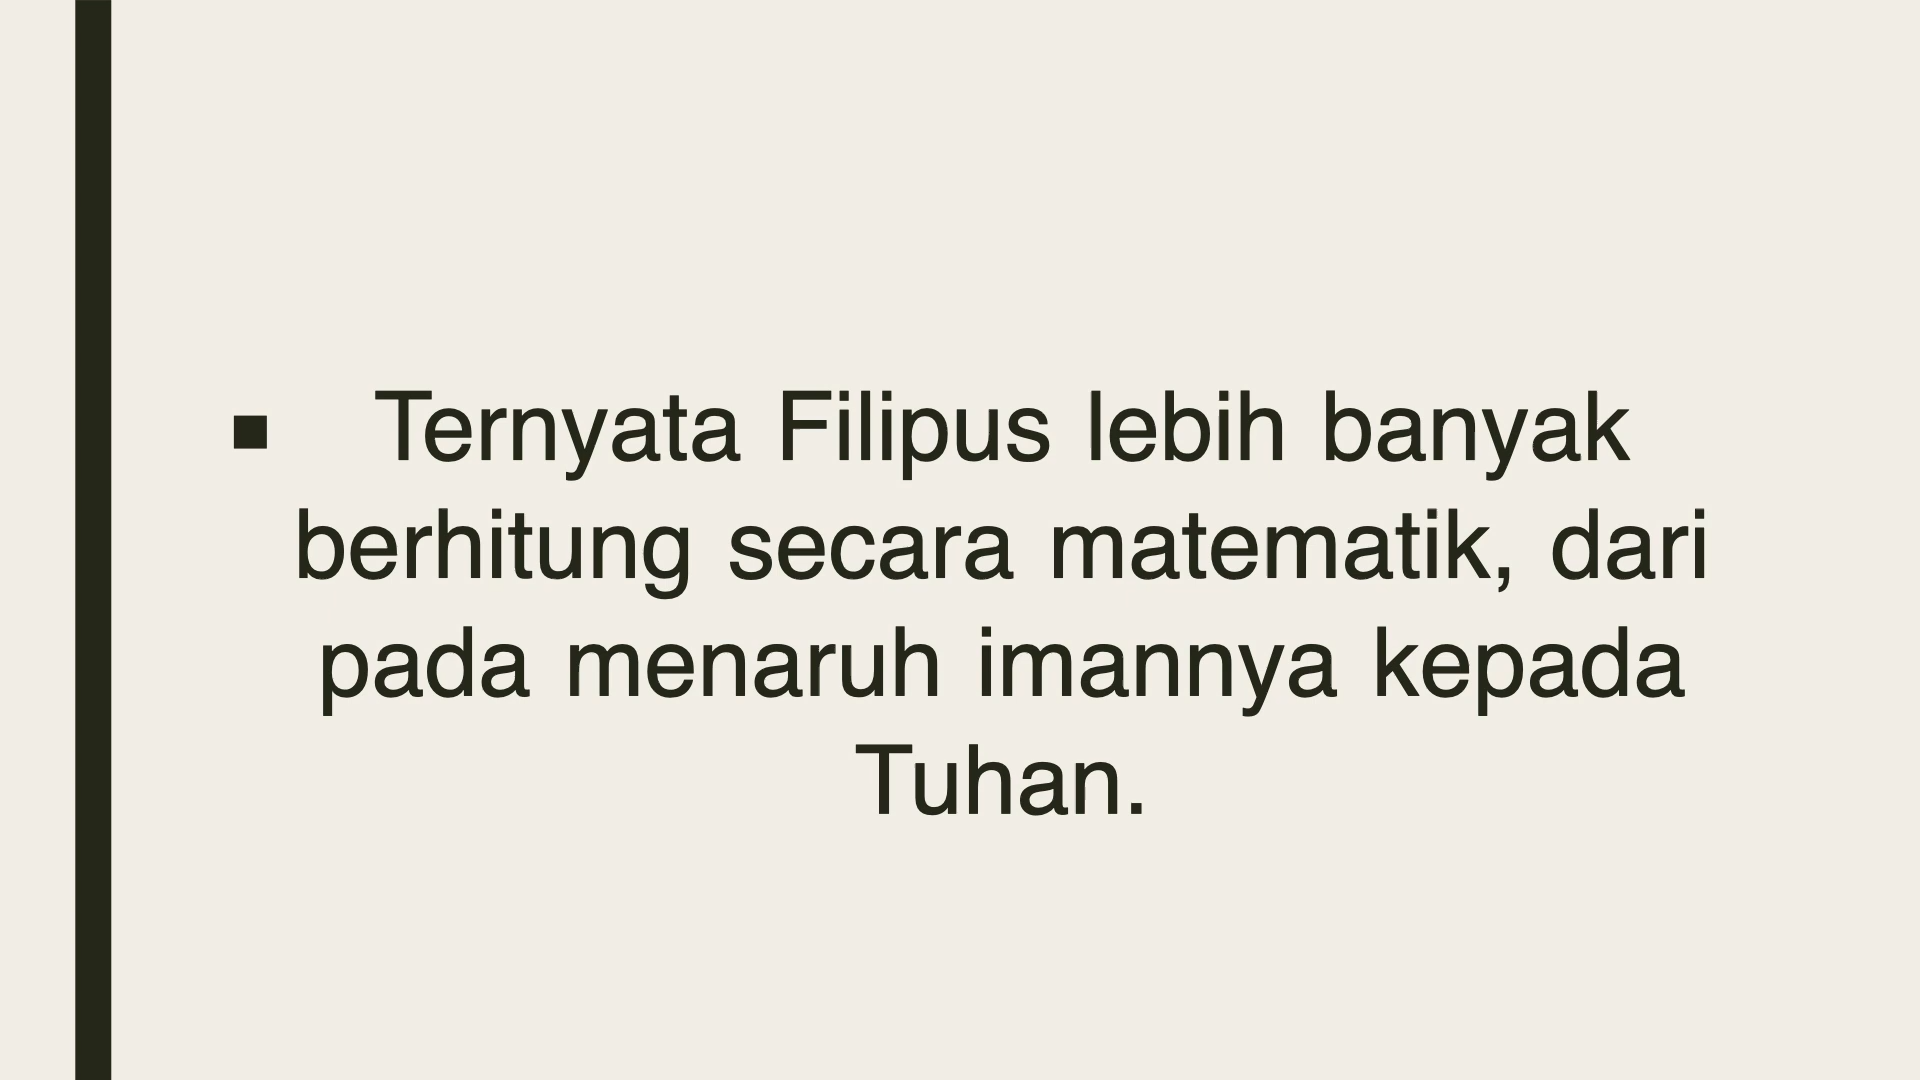 ▪ Ternyata Filipus lebih banyak
berhitung secara matematik, dari
pada menaruh imannya kepada
Tuhan.